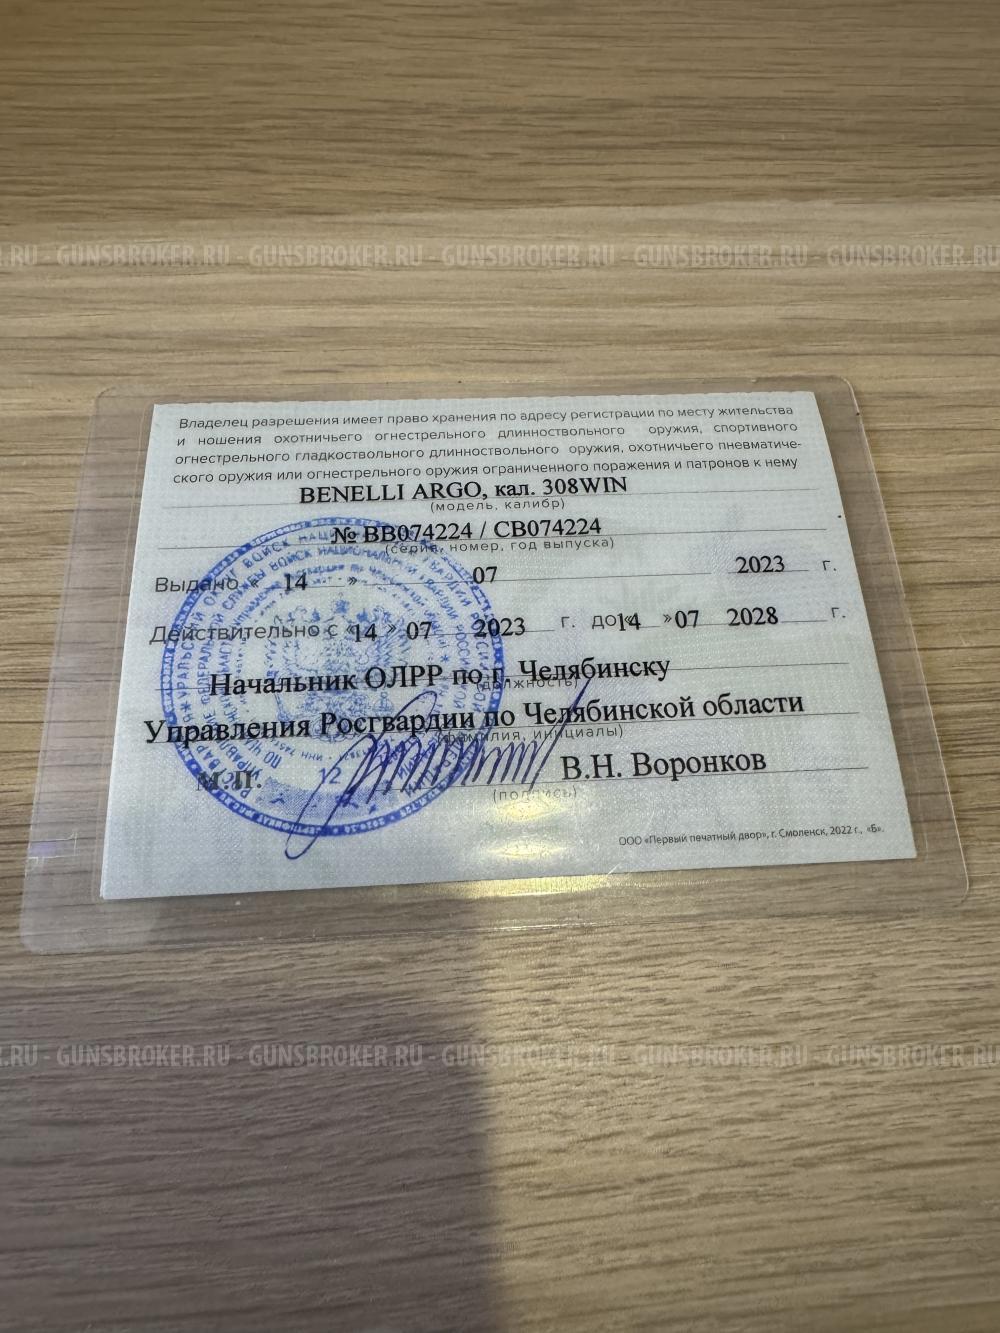 .RU - GUNSBROKER.RU - GUNSBROKER.RU - GUNSBROKER.RU - GUNSBROKER.RU - GUNSBROKER.RU
Владелец разрешения имеет право хранения по адресу регистрации по месту жительства
и ношения охотничьего огнестрельного длинноствольного оружия, спортивного
огнестрельного гладкоствольного длинноствольного оружия, охотничьего пневматиче-
ского оружия или огнестрельного оружия ограниченного поражения и патронов к нему
BENELLI ARGO, кал. 308WIN
(модель, калибр)
№ BB074224 / CB074224
(серия, номер, год выпуска)
Выдано « 14 » 07 2023 г.
Действительно с « 14 » 07 2023 г. до « 14 » 07 2028 г.
Начальник ОЛРР по г. Челябинску
(должность)
Управления Росгвардии по Челябинской области
(фамилия, инициалы)
М.П. В.Н. Воронков
(подпись)
ООО «Первый печатный двор», г. Смоленск, 2022 г., «Б».
.RU - GUNSBROKER.RU - GUNSBROKER.RU - GUNSBROKER.RU - GUNSBROKER.RU - GUNSBROKER.RU